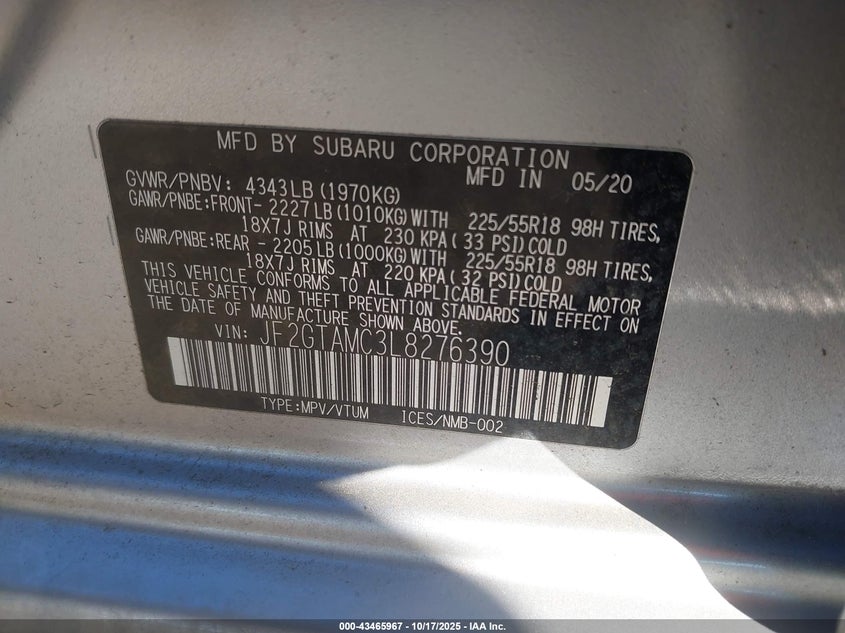 MFD BY SUBARU CORPORATION
GVWR/PNBV: 4343LB (1970KG) MFD IN 05/20
GAWR/PNBE:FRONT- 2227LB(1010KG)WITH 225/55R18 98H TIRES,
18X7J RIMS AT 230 KPA( 33 PSI)COLD
GAWR/PNBE:REAR - 2205LB(1000KG)WITH 225/55R18 98H TIRES,
18X7J RIMS AT 220 KPA( 32 PSI)COLD
THIS VEHICLE CONFORMS TO ALL APPLICABLE FEDERAL MOTOR
VEHICLE SAFETY AND THEFT PREVENTION STANDARDS IN EFFECT ON
THE DATE OF MANUFACTURE SHOWN ABOVE.
VIN: JF2GTAMC3L8276390
TYPE:MPV/VTUM ICES/NMB-002
000-43465967 - 10/17/2025 - IAA Inc.